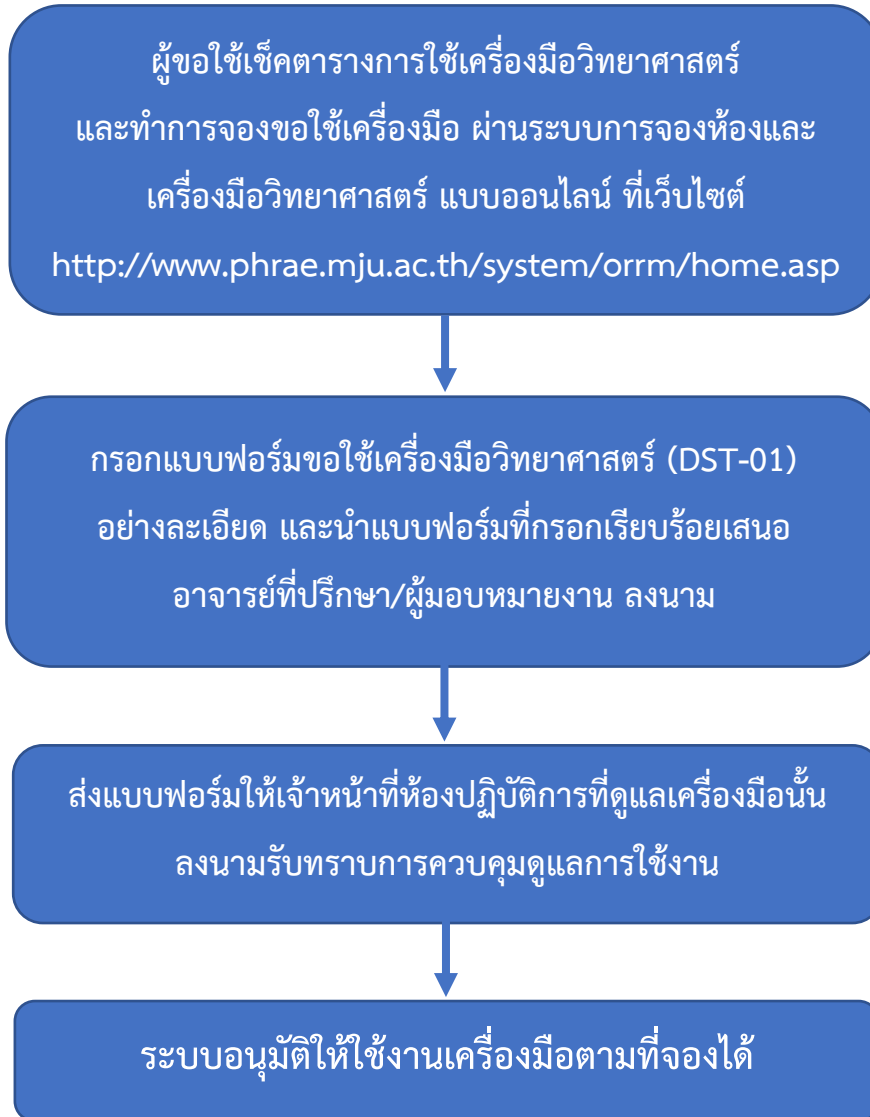 ผู้ขอใช้เช็คตารางการใช้เครื่องมือวิทยาศาสตร์
และทำการจองขอใช้เครื่องมือ ผ่านระบบการจองห้องและ
เครื่องมือวิทยาศาสตร์ แบบออนไลน์ ที่เว็บไซต์
http://www.phrae.mju.ac.th/system/orrm/home.asp
กรอกแบบฟอร์มขอใช้เครื่องมือวิทยาศาสตร์ (DST-01)
อย่างละเอียด และนำแบบฟอร์มที่กรอกเรียบร้อยเสนอ
อาจารย์ที่ปรึกษา/ผู้มอบหมายงาน ลงนาม
ส่งแบบฟอร์มให้เจ้าหน้าที่ห้องปฏิบัติการที่ดูแลเครื่องมือนั้น
ลงนามรับทราบการควบคุมดูแลการใช้งาน
ระบบอนุมัติให้ใช้งานเครื่องมือตามที่จองได้